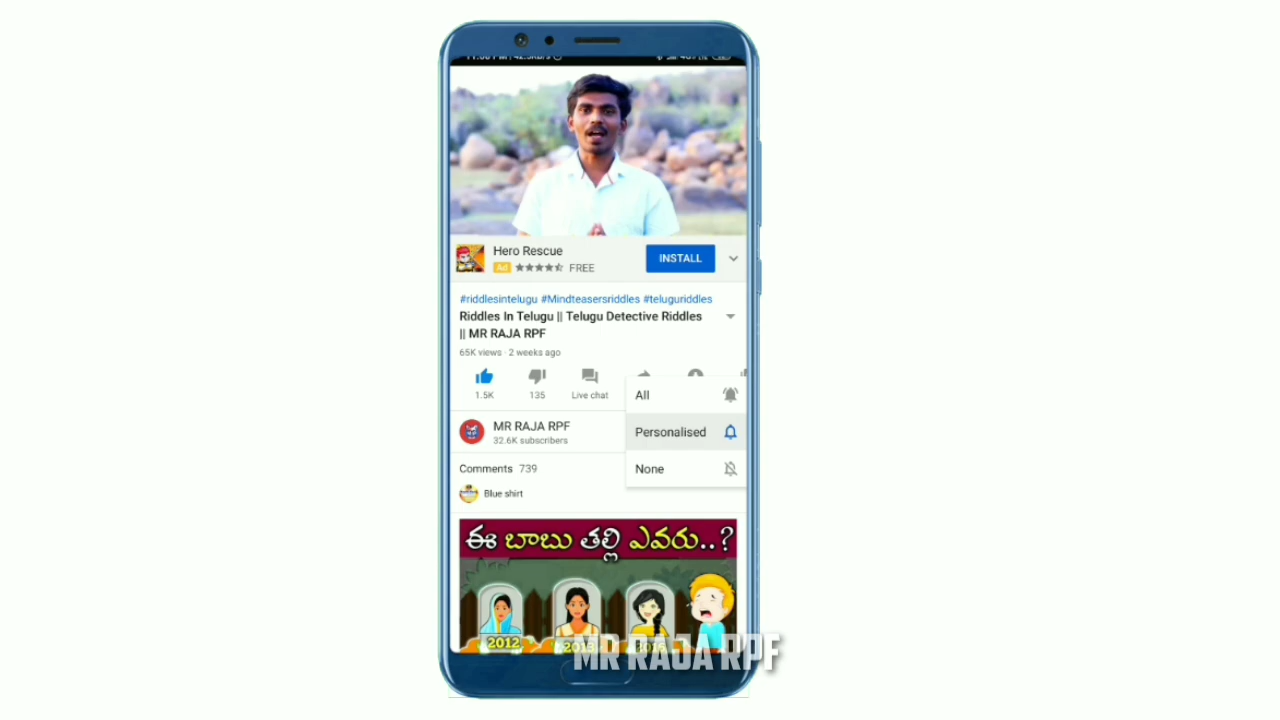 Hero Rescue
Ad FREE
INSTALL
#riddlesintelugu #Mindteasersriddles #teluguriddles
Riddles In Telugu || Telugu Detective Riddles
|| MR RAJA RPF
65K views · 2 weeks ago
1.5K
135
Live chat
All
Personalised
None
MR RAJA RPF
32.6K subscribers
Comments 739
Blue shirt
ఈ బాబు తల్లి ఎవరు..?
2012
2013
MR RAJA RPF